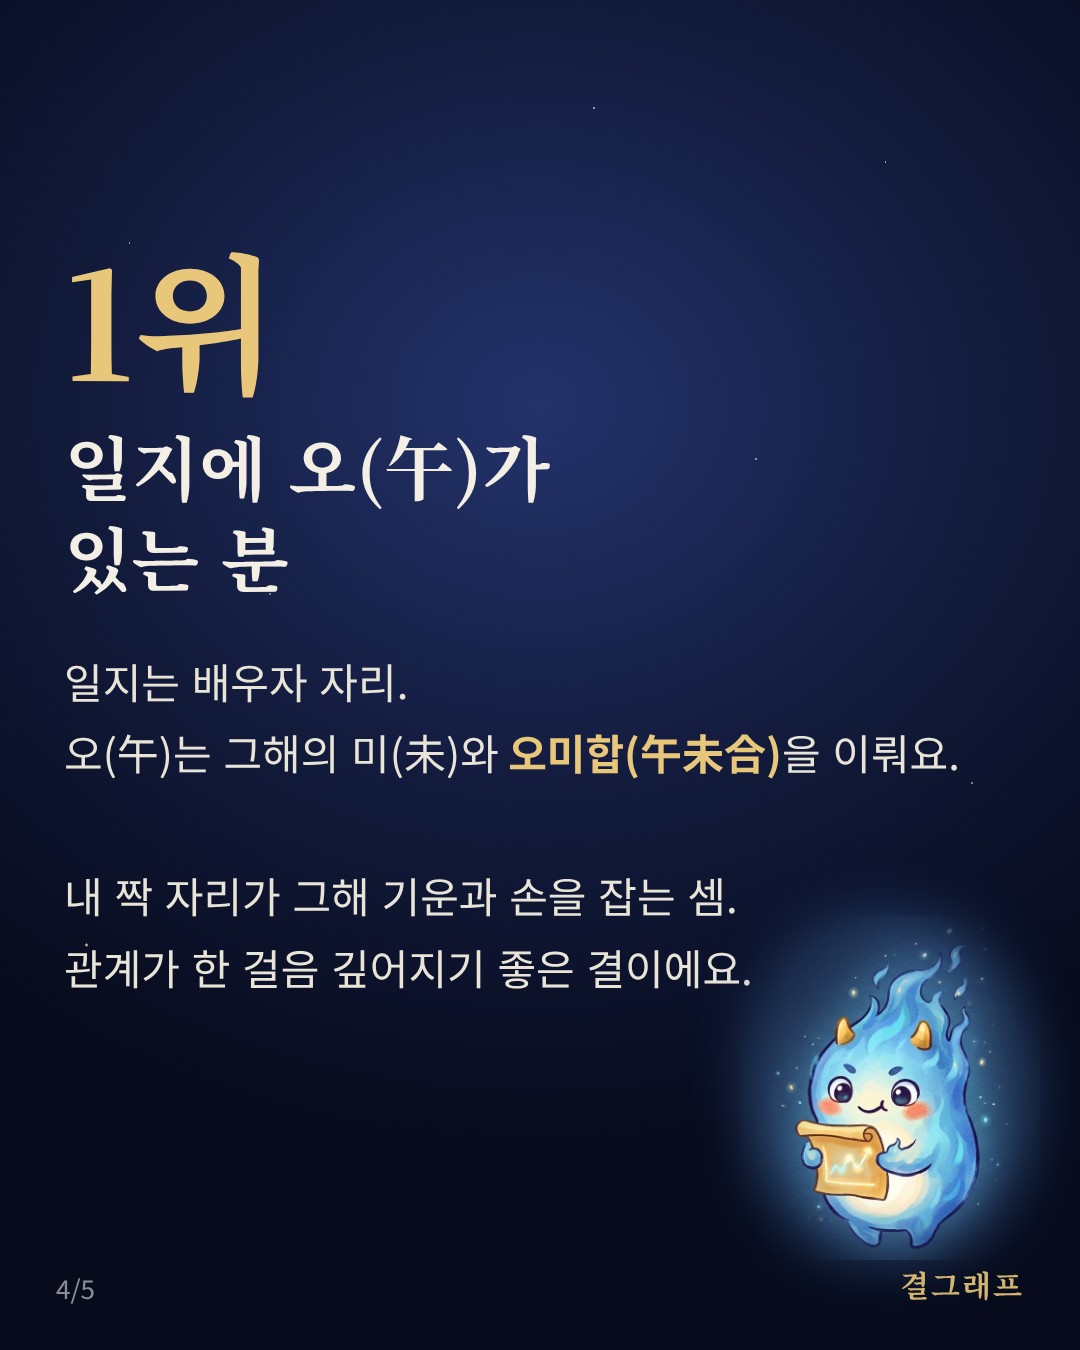 1위
일지에 오(午)가
있는 분
일지는 배우자 자리.
오(午)는 그해의 미(未)와 오미합(午未合)을 이뤄요.
내 짝 자리가 그해 기운과 손을 잡는 셈.
관계가 한 걸음 깊어지기 좋은 결이에요.
4/5
결그래프